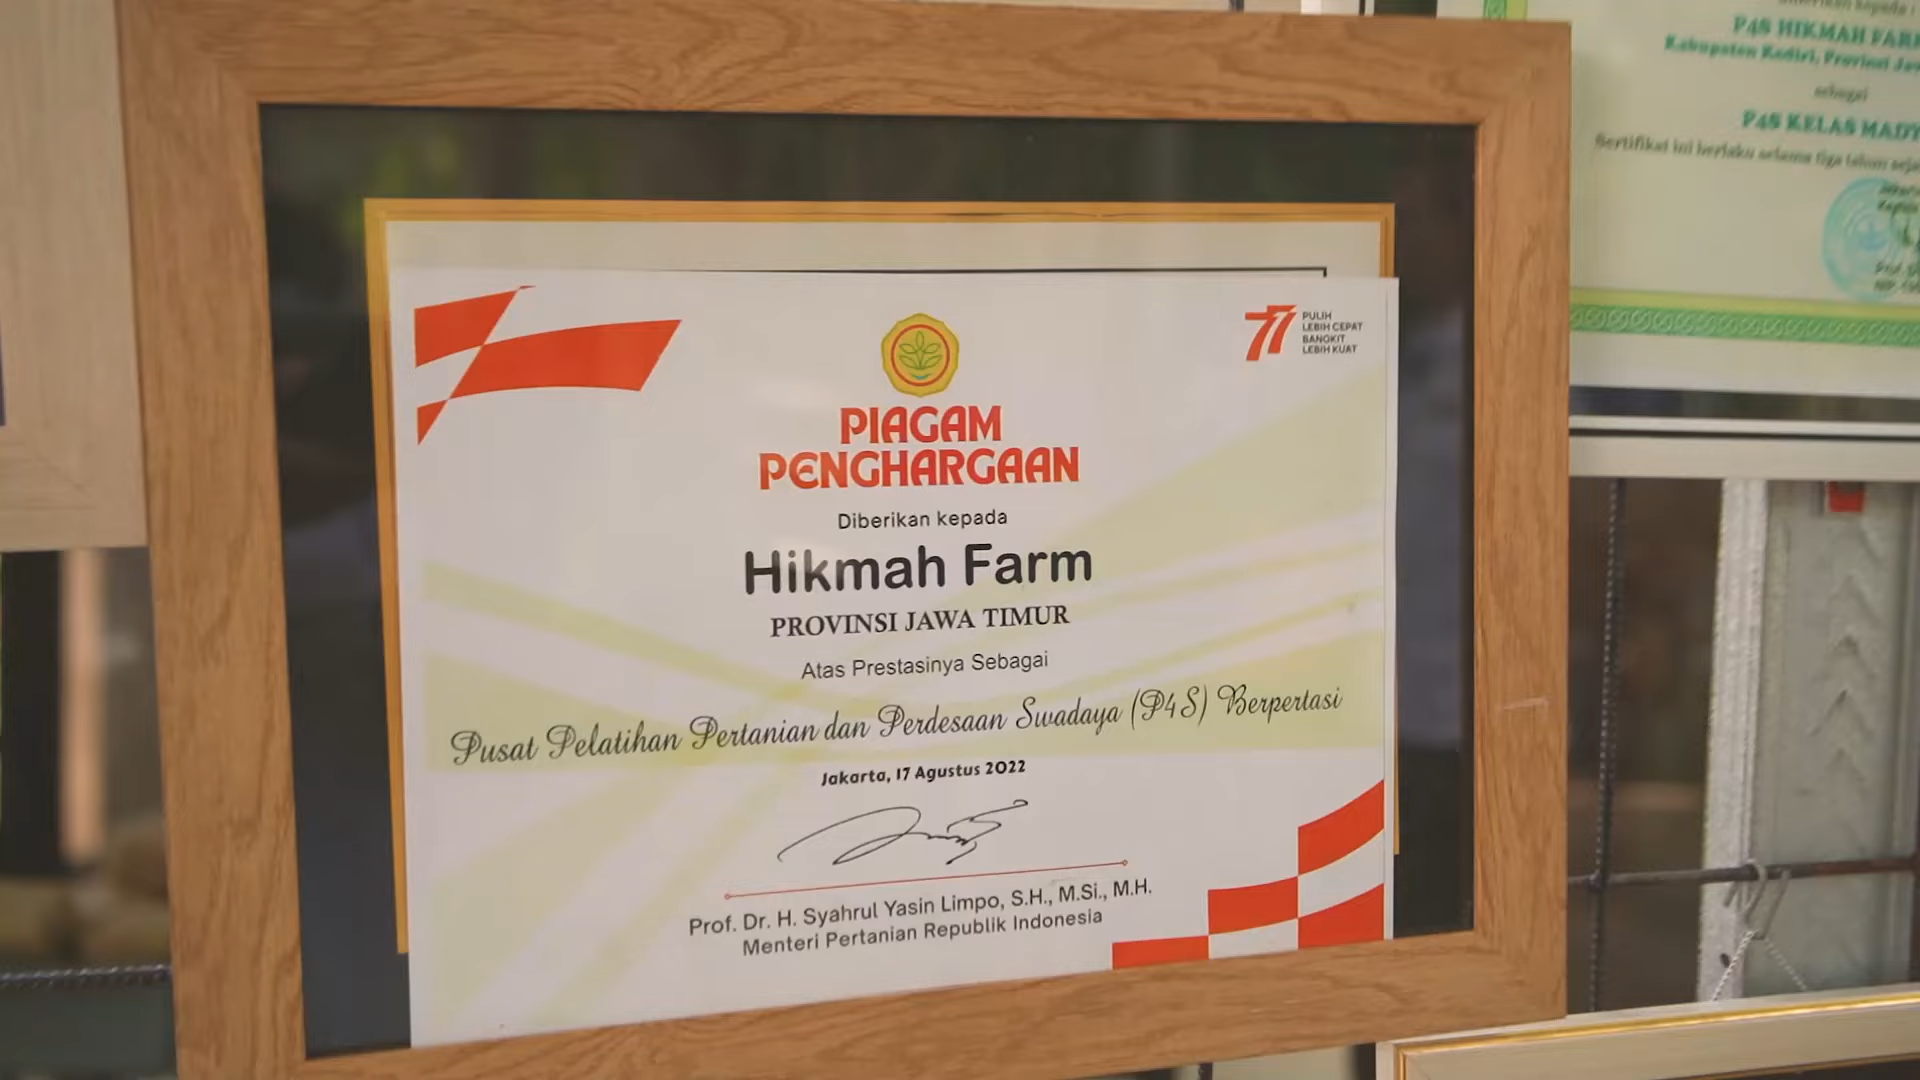 PIAGAM
PENGHARGAAN
Diberikan kepada
Hikmah Farm
PROVINSI JAWA TIMUR
Atas Prestasinya Sebagai
Pusat Pelatihan Pertanian dan Perdesaan Swadaya (P4S) Berpertasi
Jakarta, 17 Agustus 2022
Prof. Dr. H. Syahrul Yasin Limpo, S.H., M.Si., M.H.
Menteri Pertanian Republik Indonesia
77
PULIH
LEBIH CEPAT
BANGKIT
LEBIH KUAT
P4S HIKMAH FARM
Kabupaten Kediri, Provinsi
sebagai
P4S KELAS
Sertifikat ini berlaku selama tiga tahun